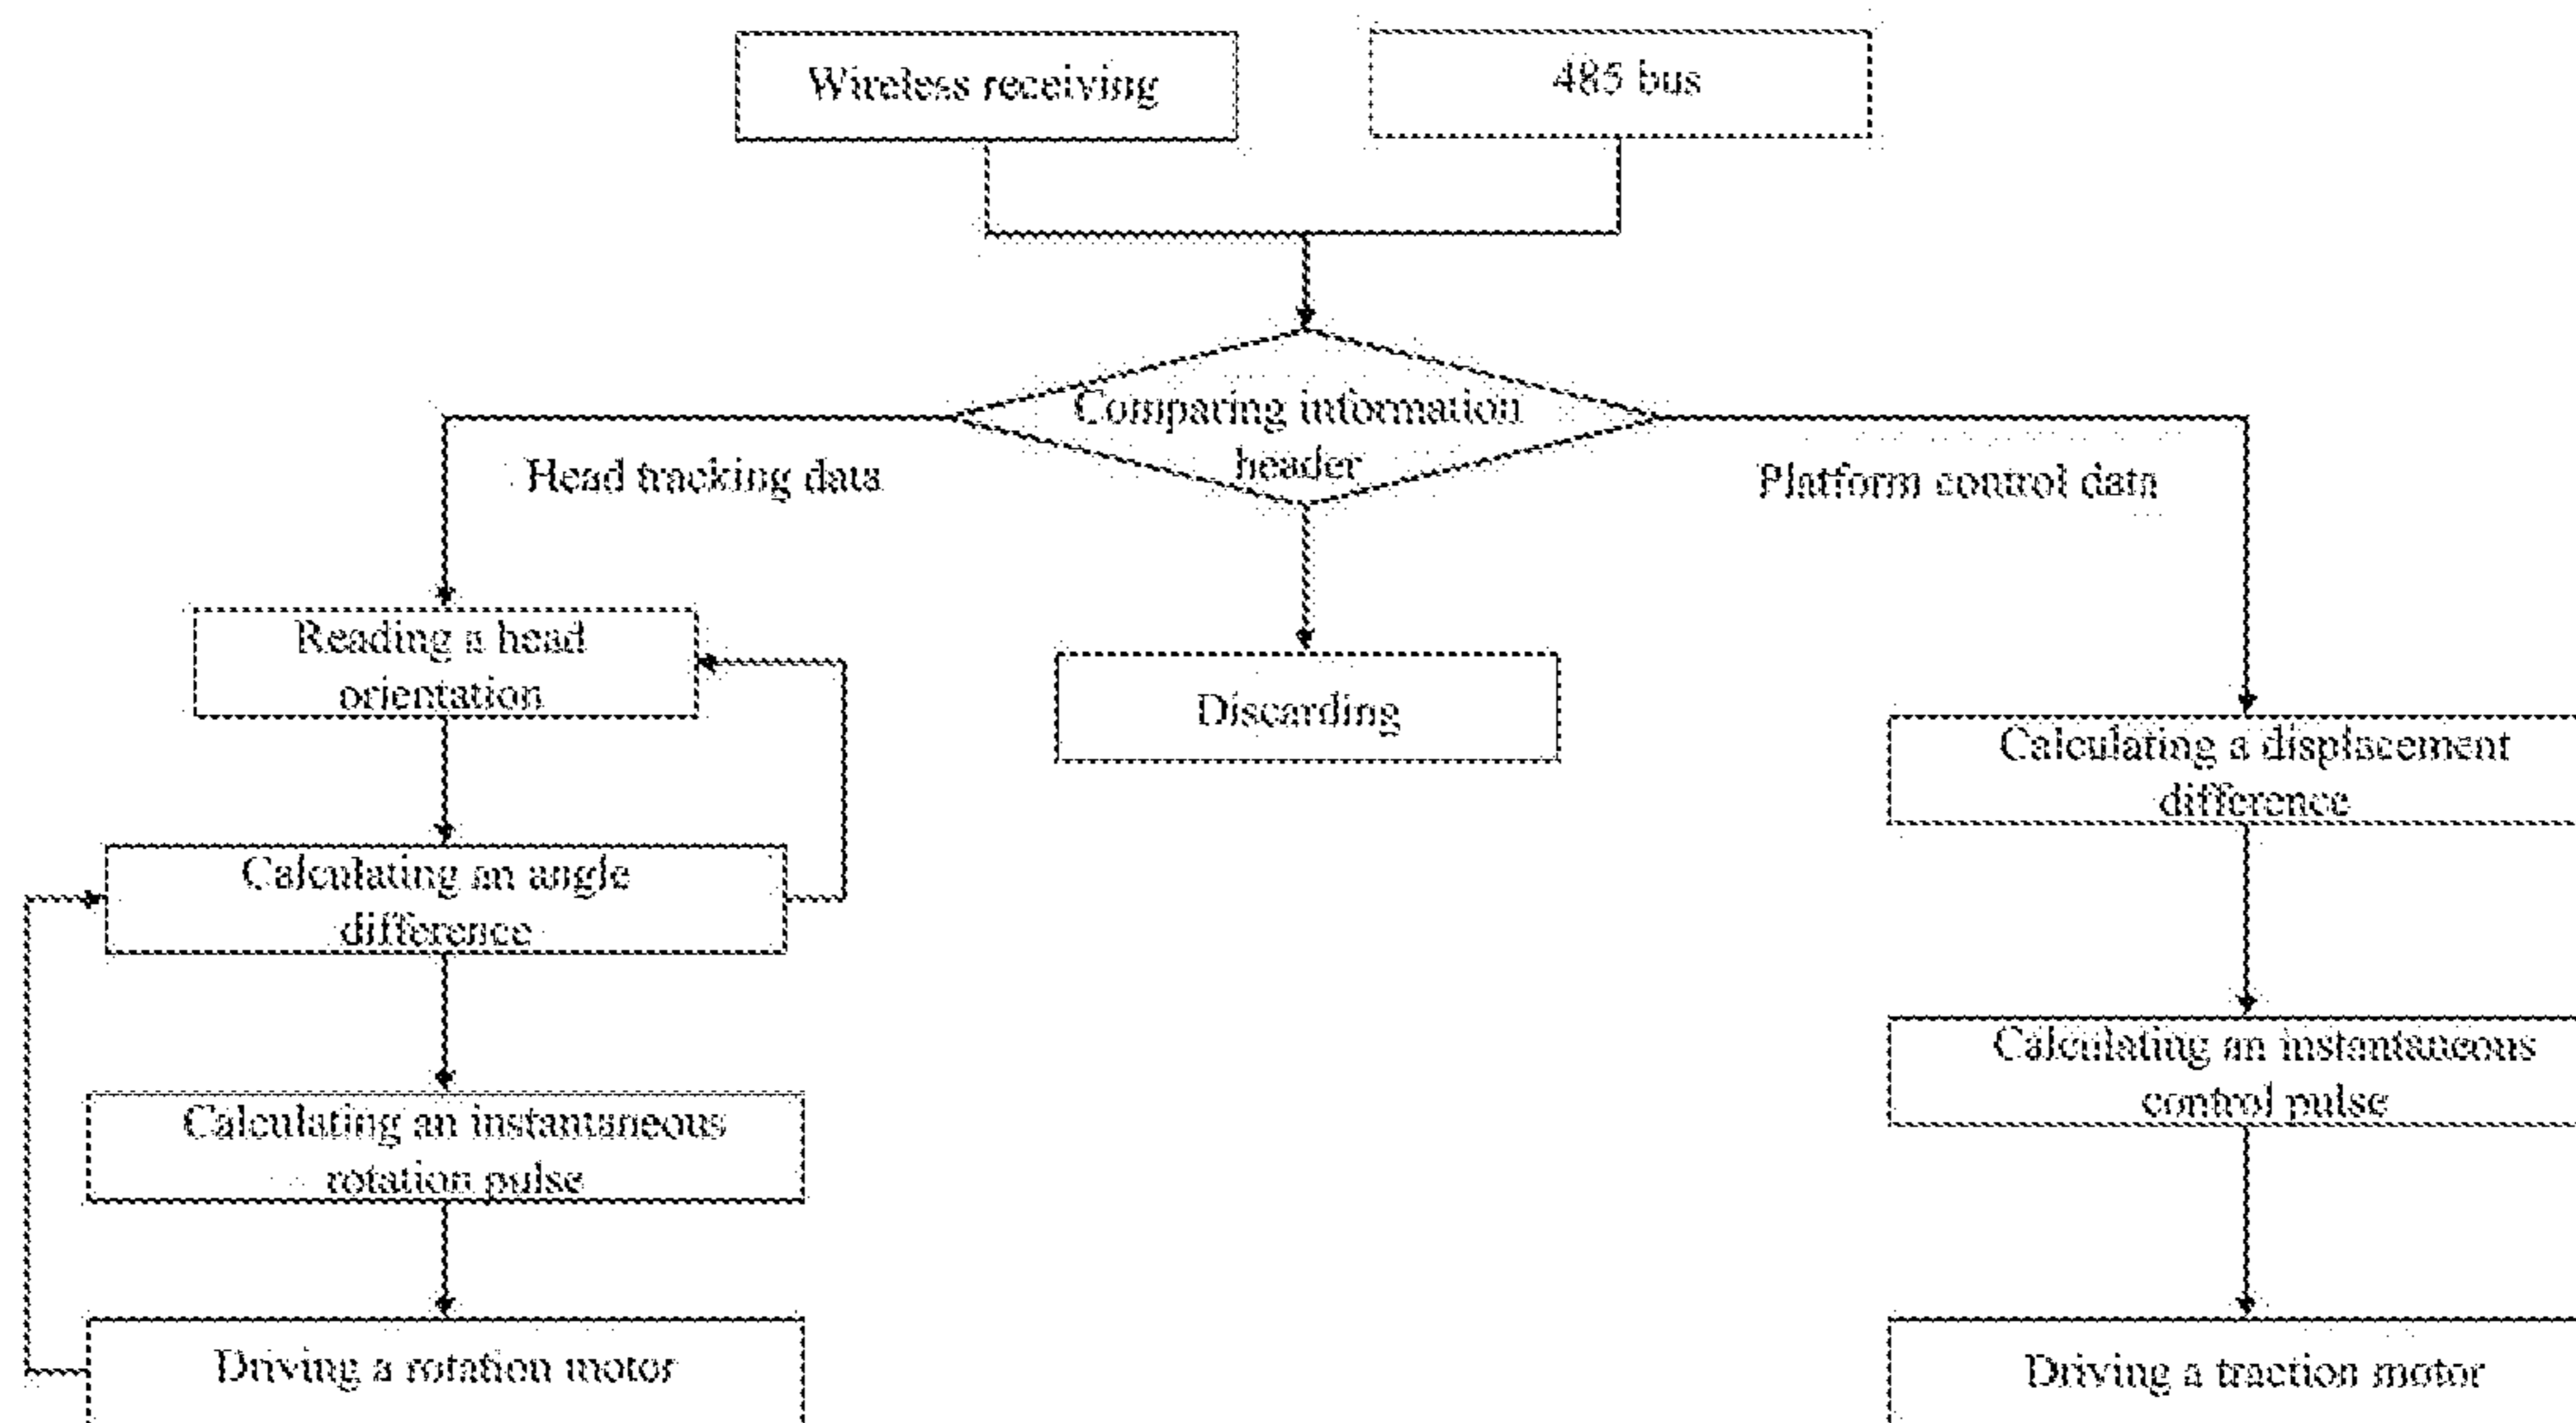 Wireless receiving
485 bus
Comparing information
header
Head tracking data
Platform control data
Reading a head
orientation
Discarding
Calculating a displacement
difference
Calculating an angle
difference
Calculating an instantaneous
control pulse
Calculating an instantaneous
rotation pulse
Driving a rotation motor
Driving a traction motor